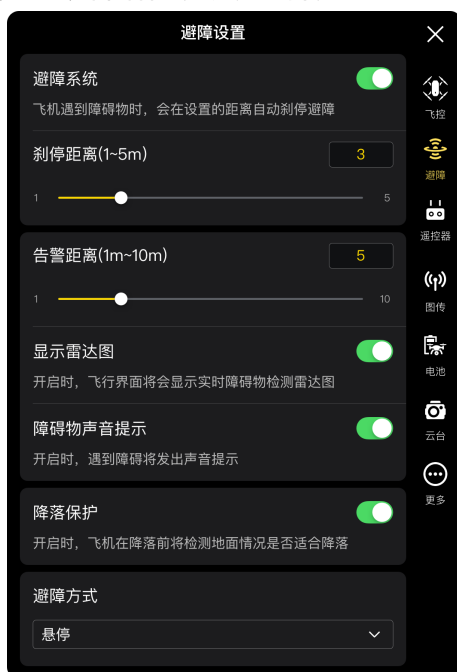 避障设置
避障系统
飞机遇到障碍物时，会在设置的距离自动刹停避障
刹停距离(1~5m)
3
1
5
告警距离(1m~10m)
5
1
10
显示雷达图
开启时，飞行界面将会显示实时障碍物检测雷达图
障碍物声音提示
开启时，遇到障碍将发出声音提示
降落保护
开启时，飞机在降落前将检测地面情况是否适合降落
避障方式
悬停
飞控
避障
遥控器
图传
电池
云台
更多